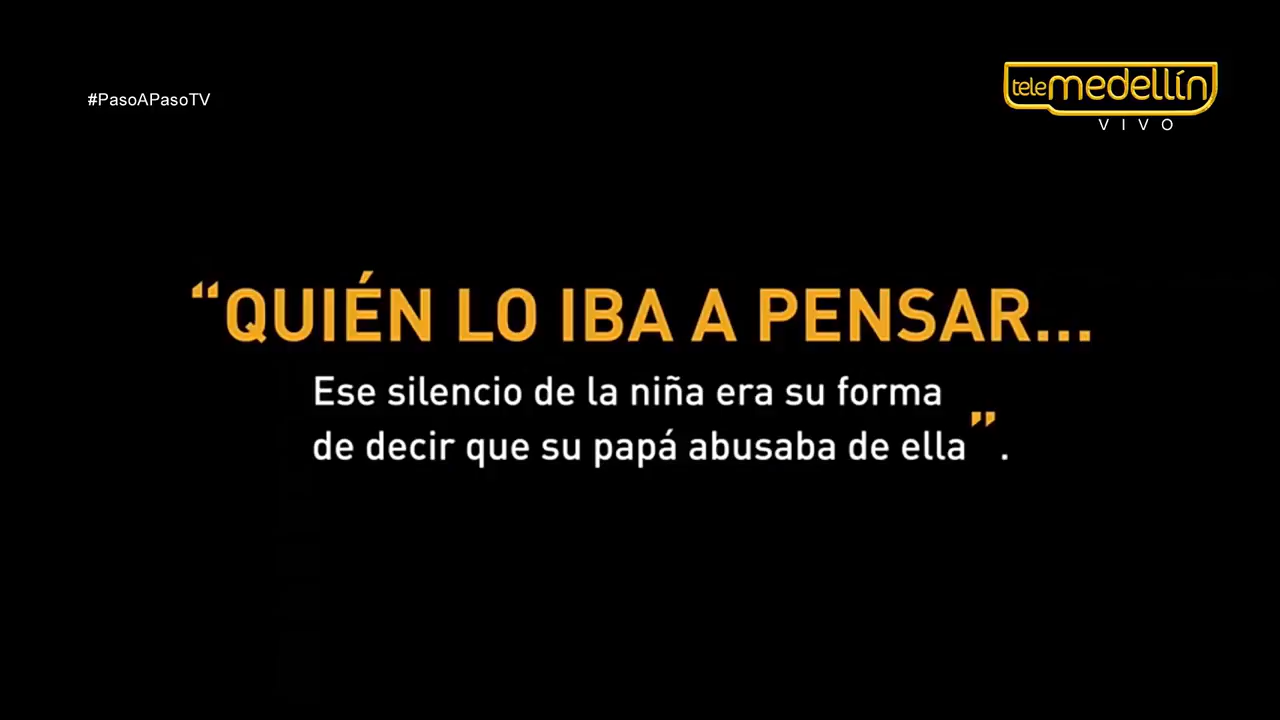 #PasoAPasoTV
telemedellín
VIVO
“QUIÉN LO IBA A PENSAR...
Ese silencio de la niña era su forma
de decir que su papá abusaba de ella”.